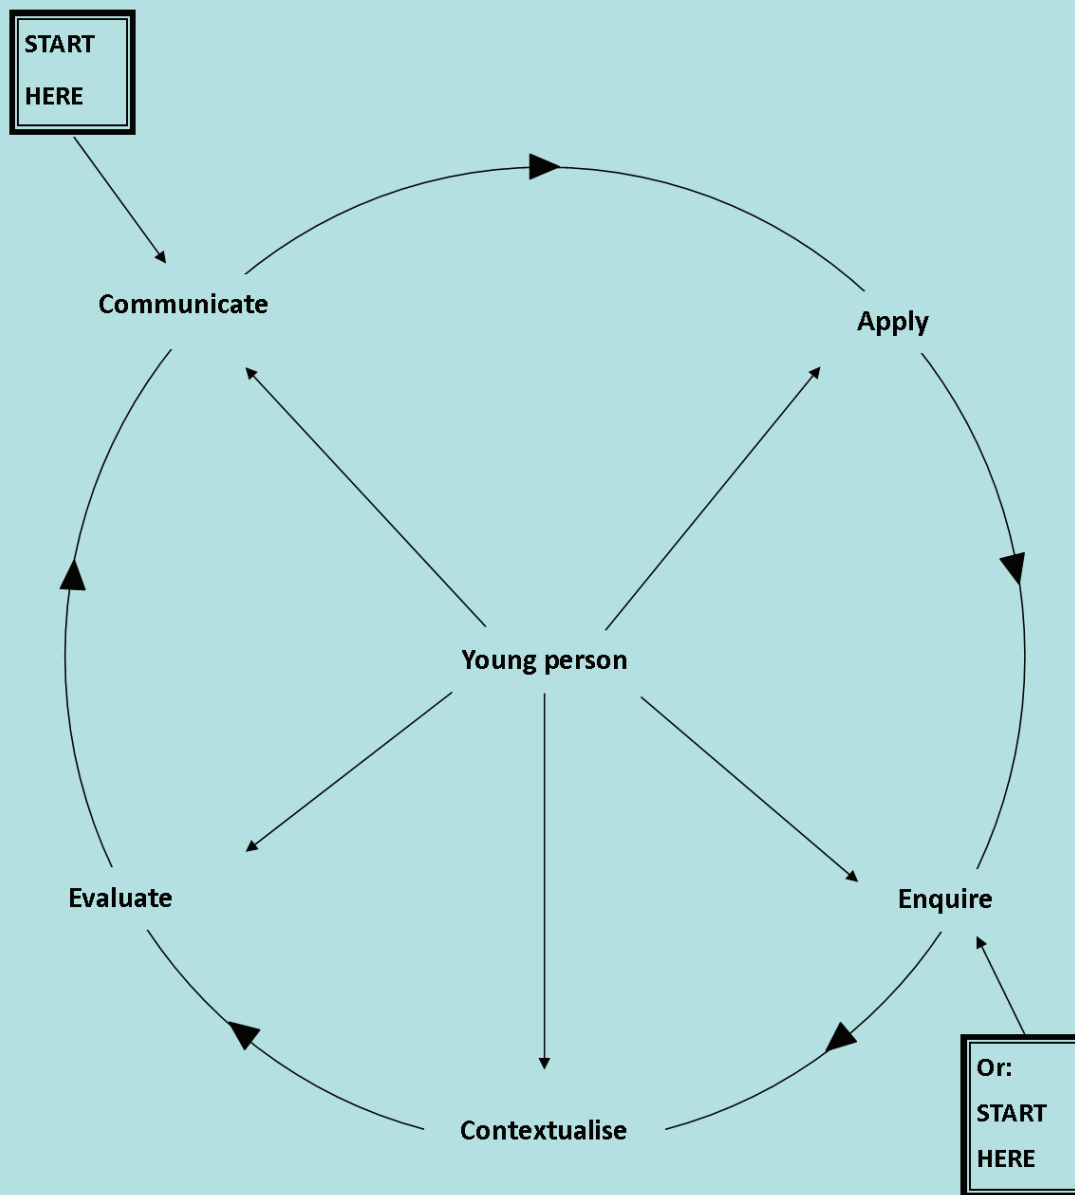 START
HERE
Communicate
Apply
Young person
Evaluate
Enquire
Contextualise
Or:
START
HERE